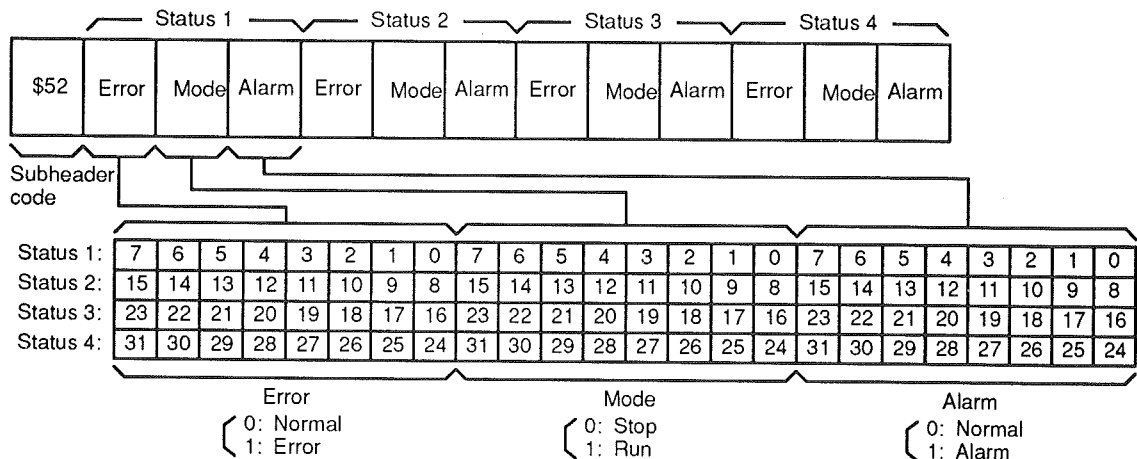 Status 1 Status 2 Status 3 Status 4
$52 Error Mode Alarm Error Mode Alarm Error Mode Alarm Error Mode Alarm
Subheader
code
Status 1: 7 6 5 4 3 2 1 0 7 6 5 4 3 2 1 0 7 6 5 4 3 2 1 0
Status 2: 15 14 13 12 11 10 9 8 15 14 13 12 11 10 9 8 15 14 13 12 11 10 9 8
Status 3: 23 22 21 20 19 18 17 16 23 22 21 20 19 18 17 16 23 22 21 20 19 18 17 16
Status 4: 31 30 29 28 27 26 25 24 31 30 29 28 27 26 25 24 31 30 29 28 27 26 25 24
Error Mode Alarm
0: Normal 0: Stop 0: Normal
1: Error 1: Run 1: Alarm